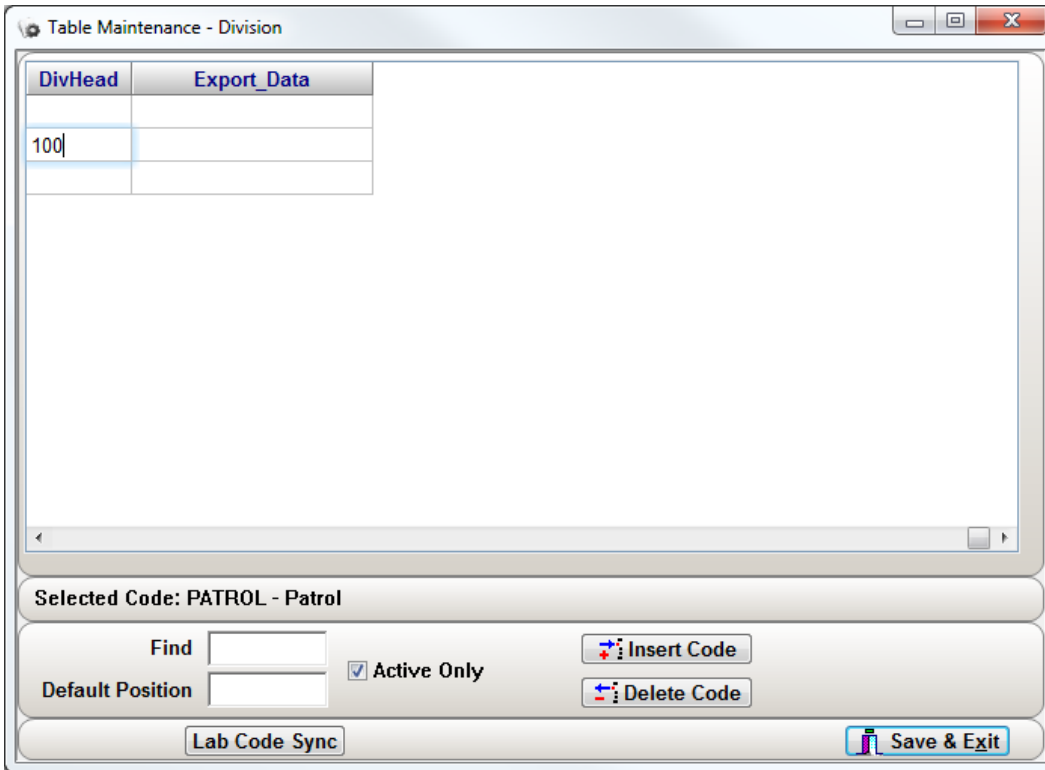 Table Maintenance - Division
DivHead Export_Data
100
Selected Code: PATROL - Patrol
Find
Active Only
Insert Code
Default Position
Delete Code
Lab Code Sync
Save & Exit